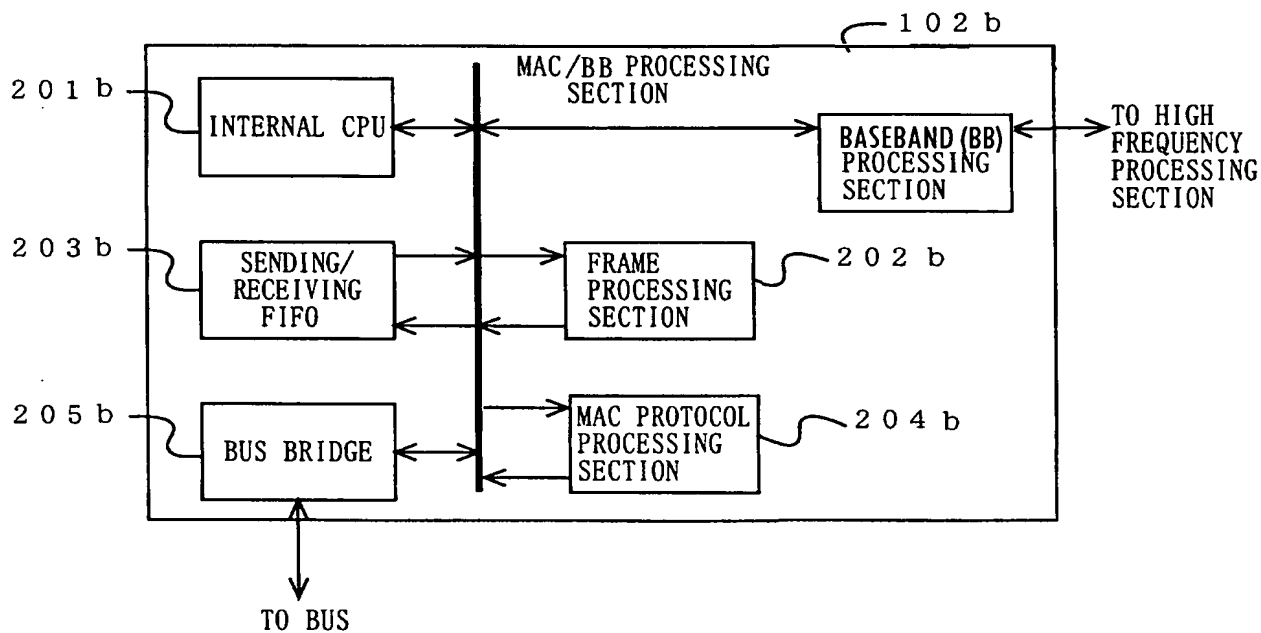 102b
MAC/BB PROCESSING
SECTION
201b
INTERNAL CPU
BASEBAND (BB)
PROCESSING
SECTION
TO HIGH
FREQUENCY
PROCESSING
SECTION
203b
SENDING/
RECEIVING
FIFO
FRAME
PROCESSING
SECTION
202b
205b
BUS BRIDGE
MAC PROTOCOL
PROCESSING
SECTION
204b
TO BUS